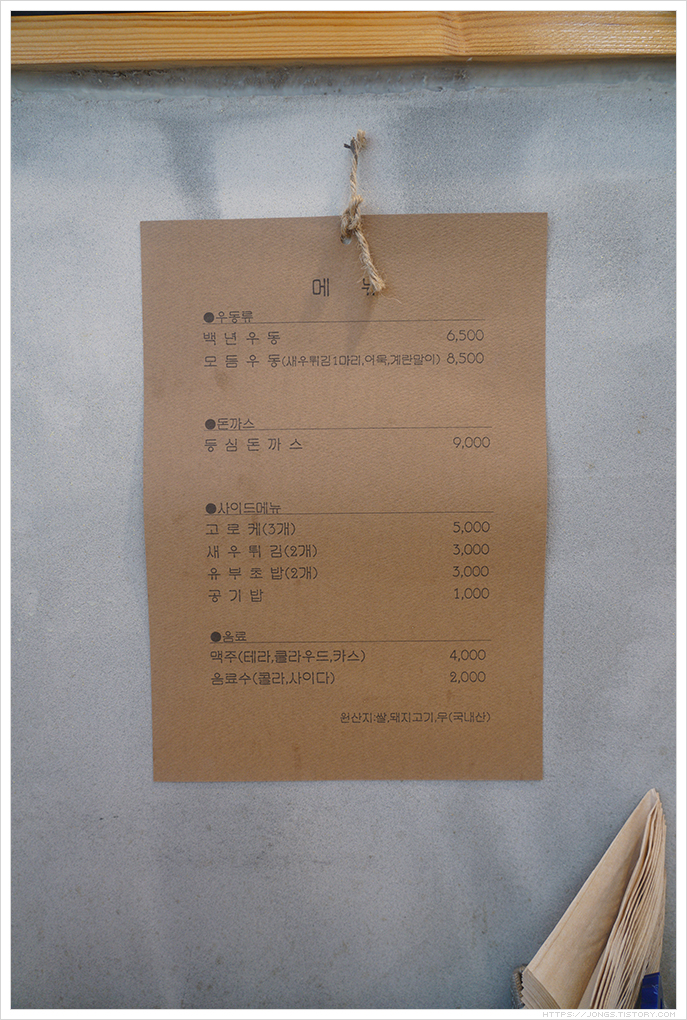 메 뉴
●우동류
백 년 우 동 6,500
모 듬 우 동(새우튀김1마리,어묵,계란말이) 8,500
●돈까스
등 심 돈 까 스 9,000
●사이드메뉴
고 로 케(3개) 5,000
새 우 튀 김(2개) 3,000
유 부 초 밥(2개) 3,000
공 기 밥 1,000
●음료
맥주(테라,클라우드,카스) 4,000
음료수(콜라,사이다) 2,000
원산지:쌀,돼지고기,무(국내산)
HTTPS://JONGS.TISTORY.COM